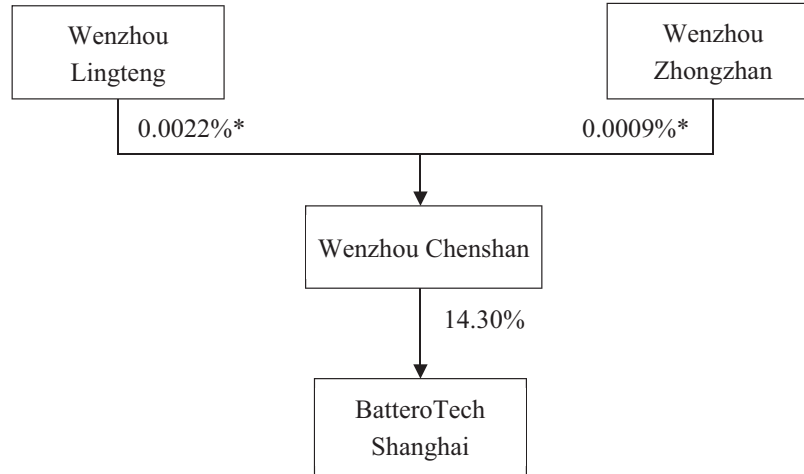 Wenzhou
Lingteng
Wenzhou
Zhongzhan
0.0022%*
0.0009%*
Wenzhou Chenshan
14.30%
BatteroTech
Shanghai